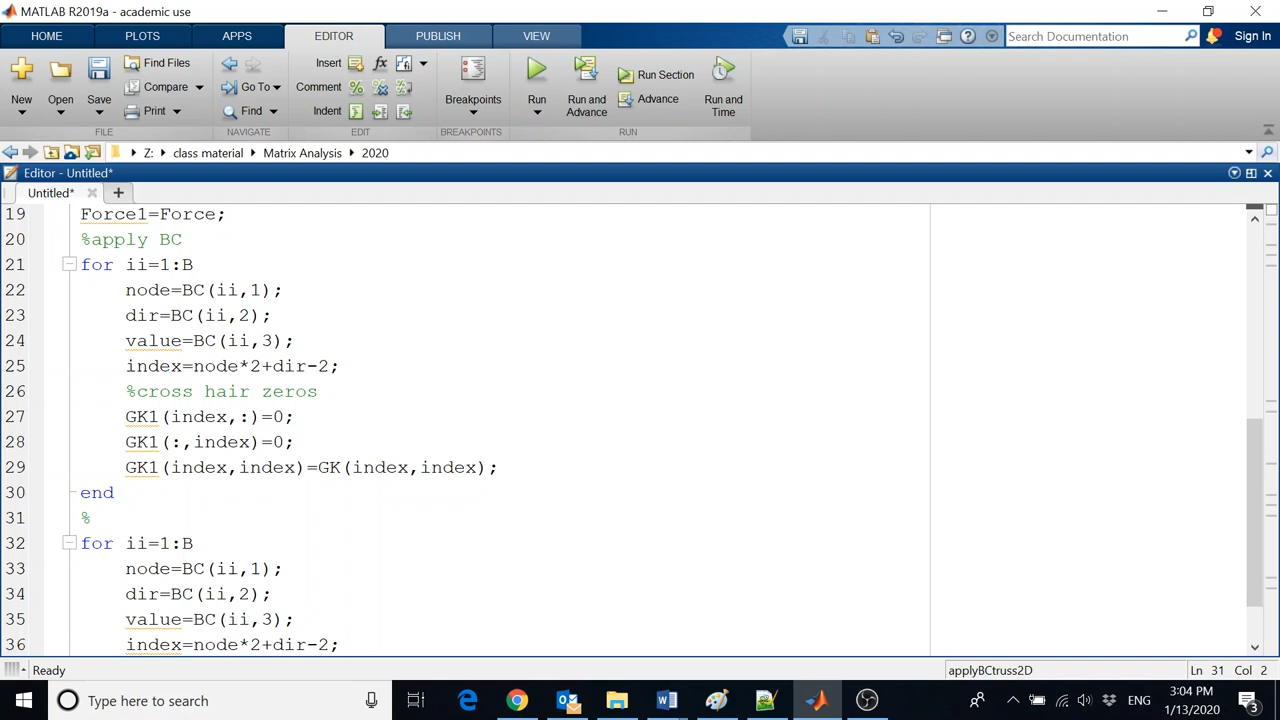 MATLAB R2019a - academic use
HOME PLOTS APPS EDITOR PUBLISH VIEW Search Documentation Sign In
New Open Save Find Files Compare Print FILE
Go To Find NAVIGATE
Insert Comment Indent EDIT
Breakpoints BREAKPOINTS
Run Run and Advance Run Section Advance Run and Time RUN
Z: class material Matrix Analysis 2020
Editor - Untitled*
Untitled*
19 Force1=Force;
20 %apply BC
21 for ii=1:B
22 node=BC(ii,1);
23 dir=BC(ii,2);
24 value=BC(ii,3);
25 index=node*2+dir-2;
26 %cross hair zeros
27 GK1(index,:)=0;
28 GK1(:,index)=0;
29 GK1(index,index)=GK(index,index);
30 end
31 %
32 for ii=1:B
33 node=BC(ii,1);
34 dir=BC(ii,2);
35 value=BC(ii,3);
36 index=node*2+dir-2;
Ready applyBCtruss2D Ln 31 Col 2
Type here to search ENG 3:04 PM
1/13/2020 3